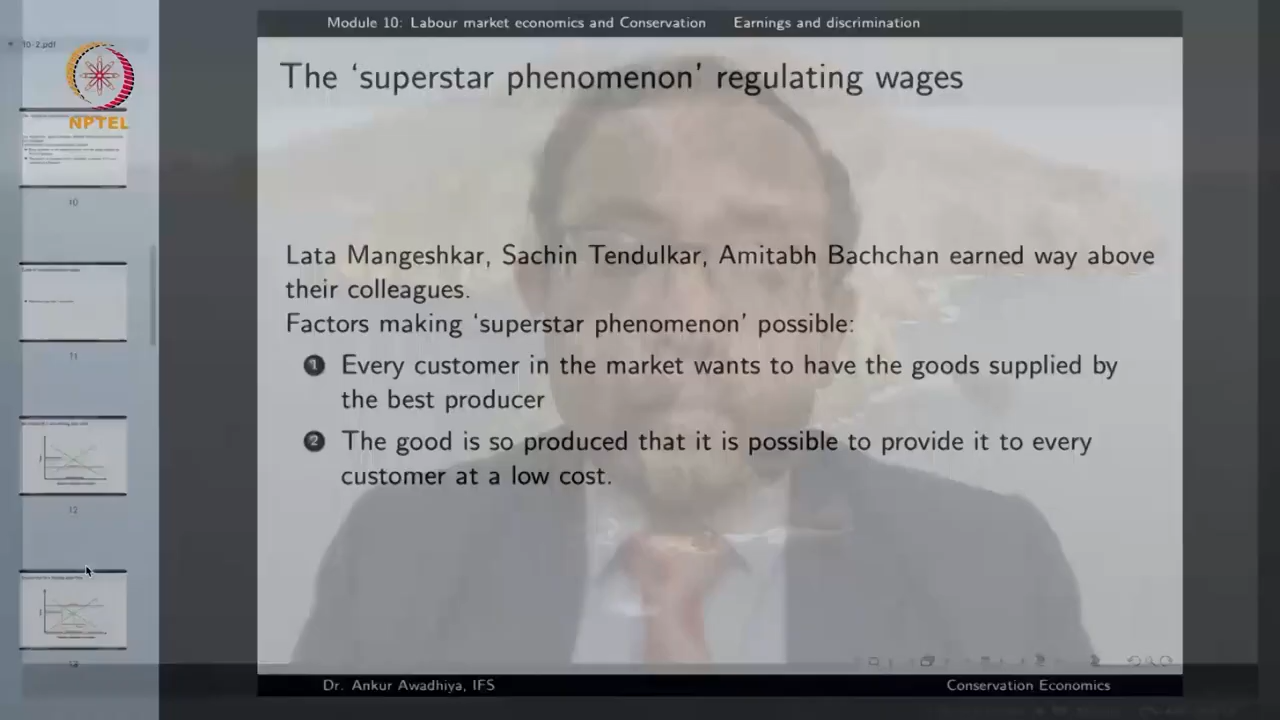 Module 10: Labour market economics and Conservation Earnings and discrimination
10-2.pdf
NPTEL
The ‘superstar phenomenon’ regulating wages
10
Lata Mangeshkar, Sachin Tendulkar, Amitabh Bachchan earned way above
their colleagues.
Factors making ‘superstar phenomenon’ possible:
1 Every customer in the market wants to have the goods supplied by
the best producer
11
2 The good is so produced that it is possible to provide it to every
customer at a low cost.
12
Dr. Ankur Awadhiya, IFS Conservation Economics